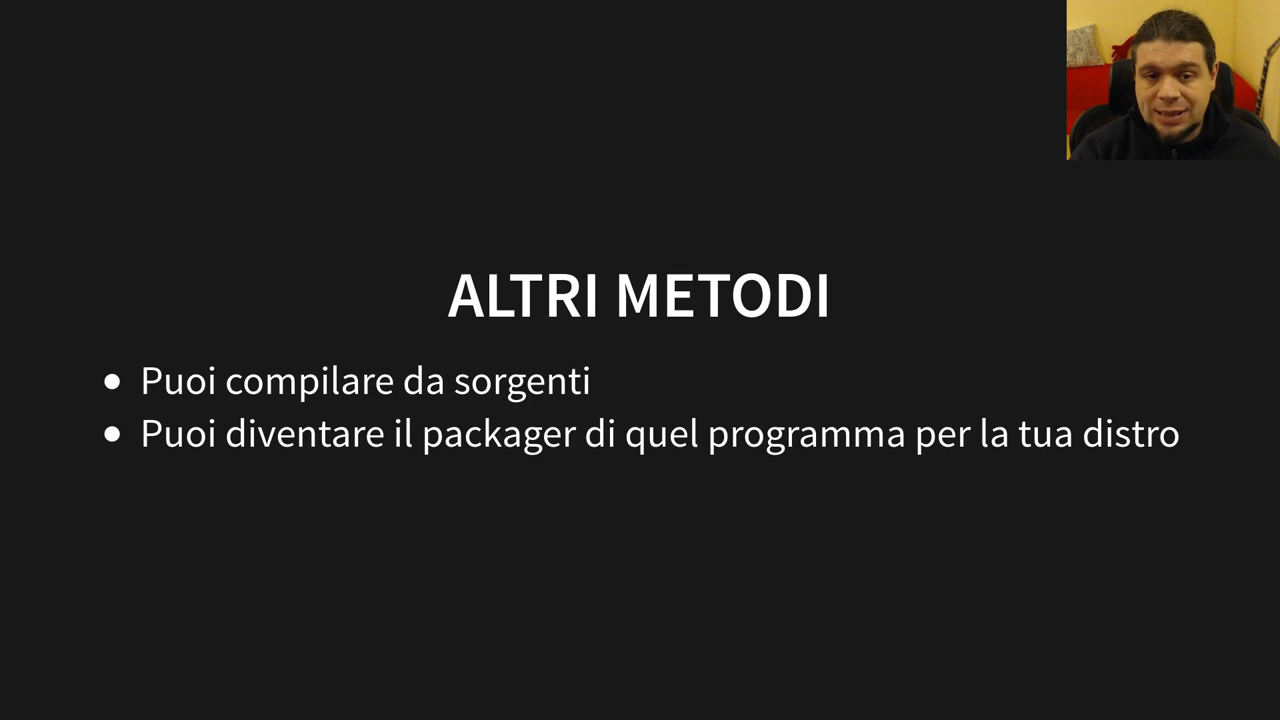 ALTRI METODI
Puoi compilare da sorgenti
Puoi diventare il packager di quel programma per la tua distro